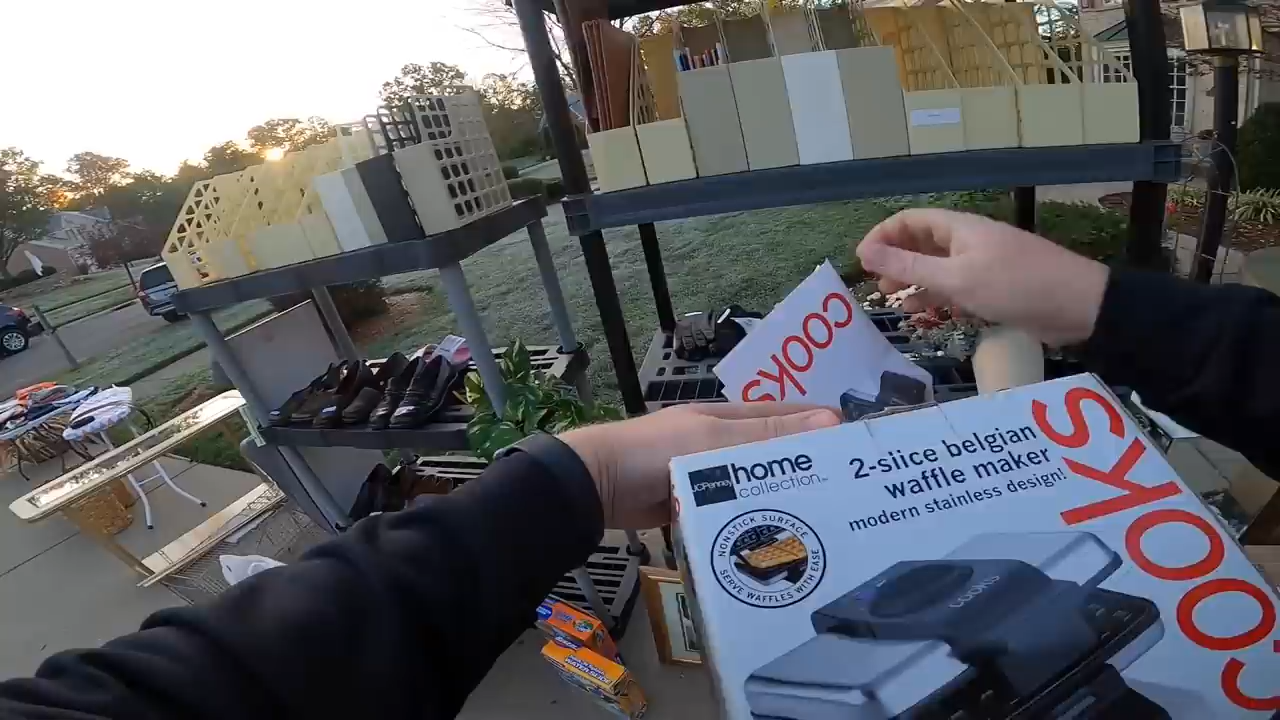 cooks
JCPenney
home
collection
2-slice belgian
waffle maker
modern stainless design!
NONSTICK SURFACE
SERVE WAFFLES WITH EASE
cooks
cooks